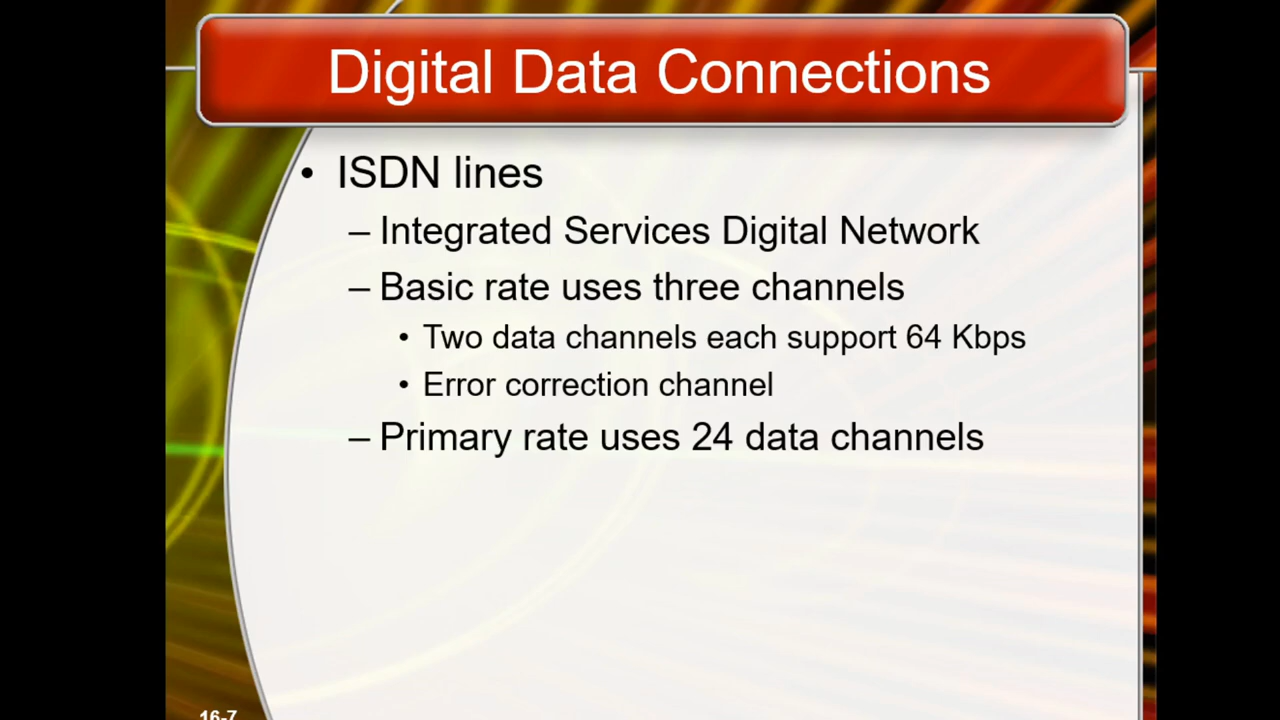 Digital Data Connections
• ISDN lines
– Integrated Services Digital Network
– Basic rate uses three channels
• Two data channels each support 64 Kbps
• Error correction channel
– Primary rate uses 24 data channels
16-7